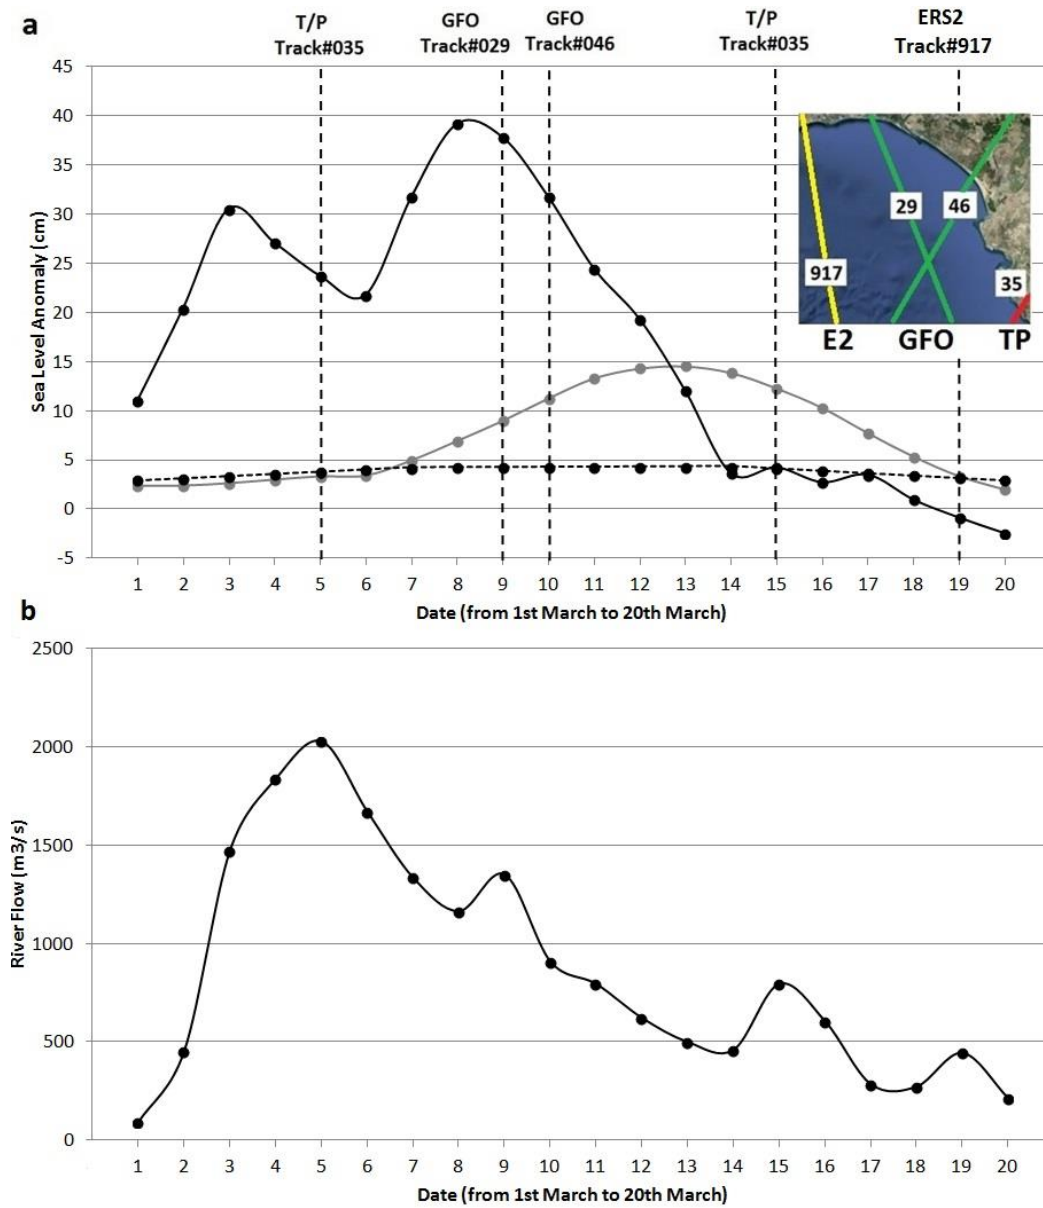 a
T/P
Track#035
GFO
Track#029
GFO
Track#046
T/P
Track#035
ERS2
Track#917
Sea Level Anomaly (cm)
45
40
35
30
25
20
15
10
5
0
-5
29
46
917
35
E2
GFO
TP
1 2 3 4 5 6 7 8 9 10 11 12 13 14 15 16 17 18 19 20
Date (from 1st March to 20th March)
b
River Flow (m3/s)
2500
2000
1500
1000
500
0
1 2 3 4 5 6 7 8 9 10 11 12 13 14 15 16 17 18 19 20
Date (from 1st March to 20th March)